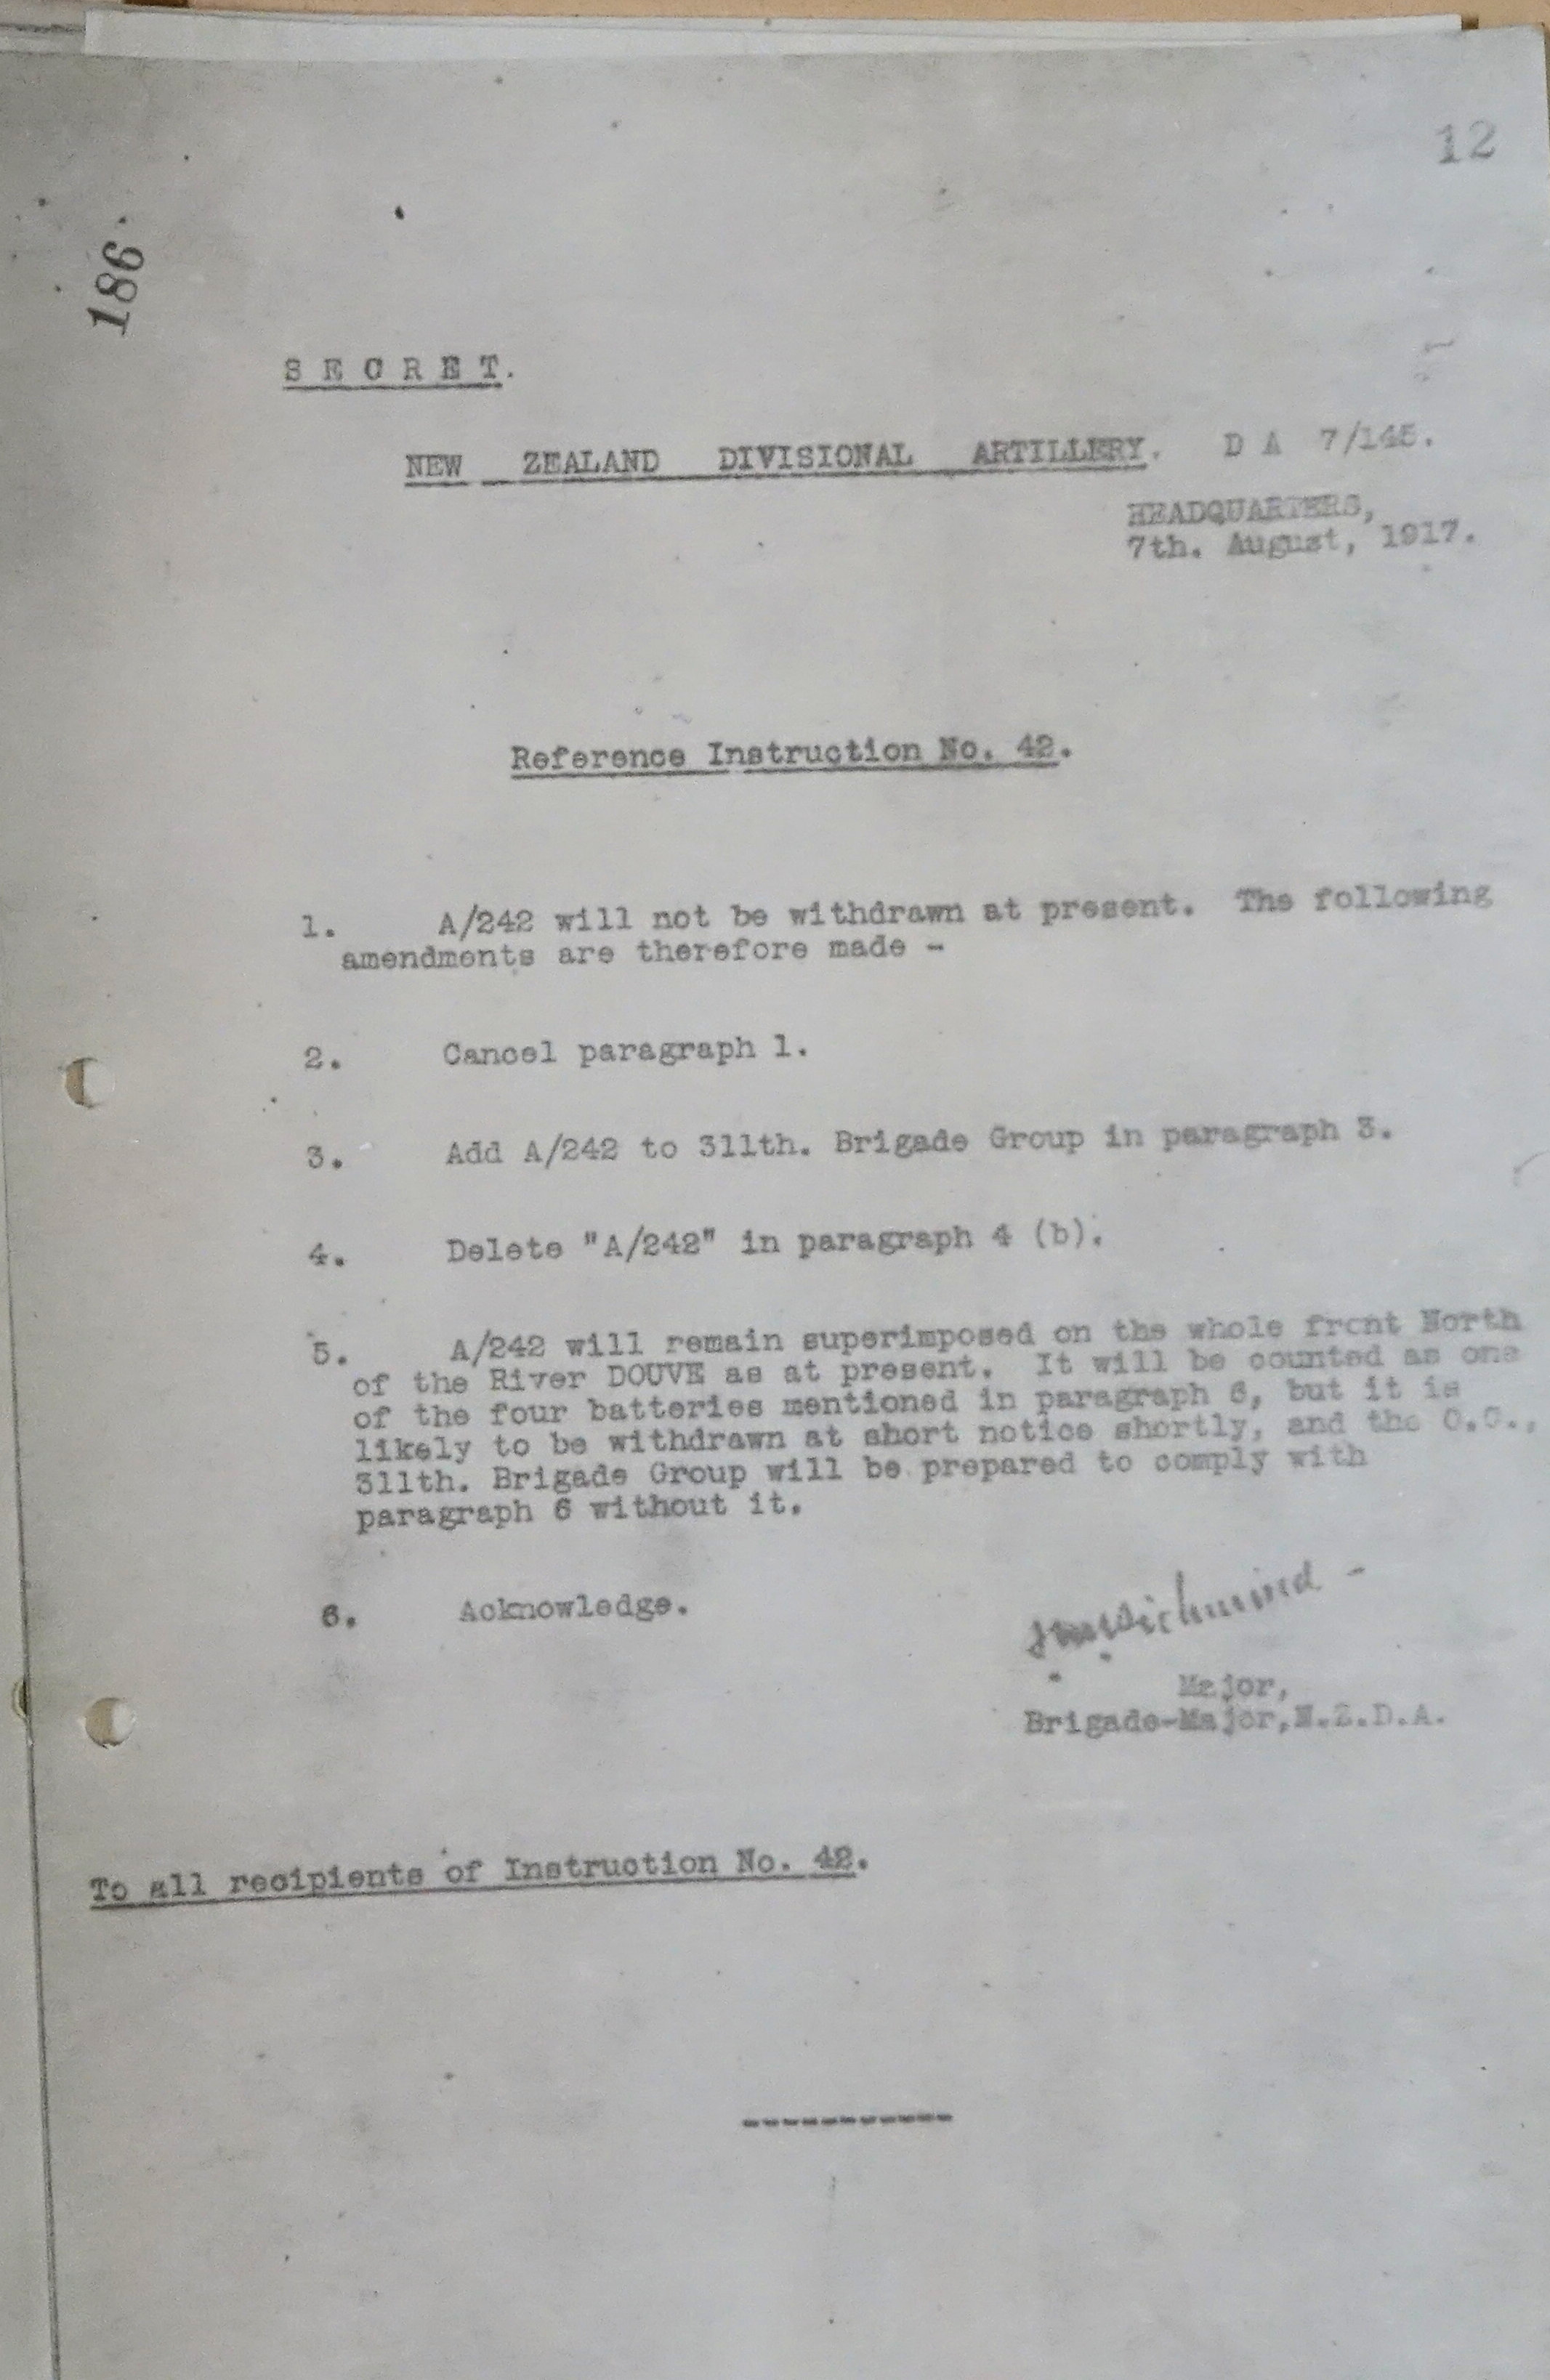 12
186
S E C R E T.
NEW ZEALAND DIVISIONAL ARTILLERY. D A 7/145.
HEADQUARTERS,
7th. August, 1917.
Reference Instruction No. 42.
1. A/242 will not be withdrawn at present. The following
amendments are therefore made -
2. Cancel paragraph 1.
3. Add A/242 to 311th. Brigade Group in paragraph 3.
4. Delete "A/242" in paragraph 4 (b).
5. A/242 will remain superimposed on the whole front North
of the River DOUVE as at present. It will be counted as one
of the four batteries mentioned in paragraph 6, but it is
likely to be withdrawn at short notice shortly, and the O.C.,
311th. Brigade Group will be prepared to comply with
paragraph 6 without it.
6. Acknowledge.
Major,
Brigade-Major, N.Z.D.A.
To all recipients of Instruction No. 42.
-----------